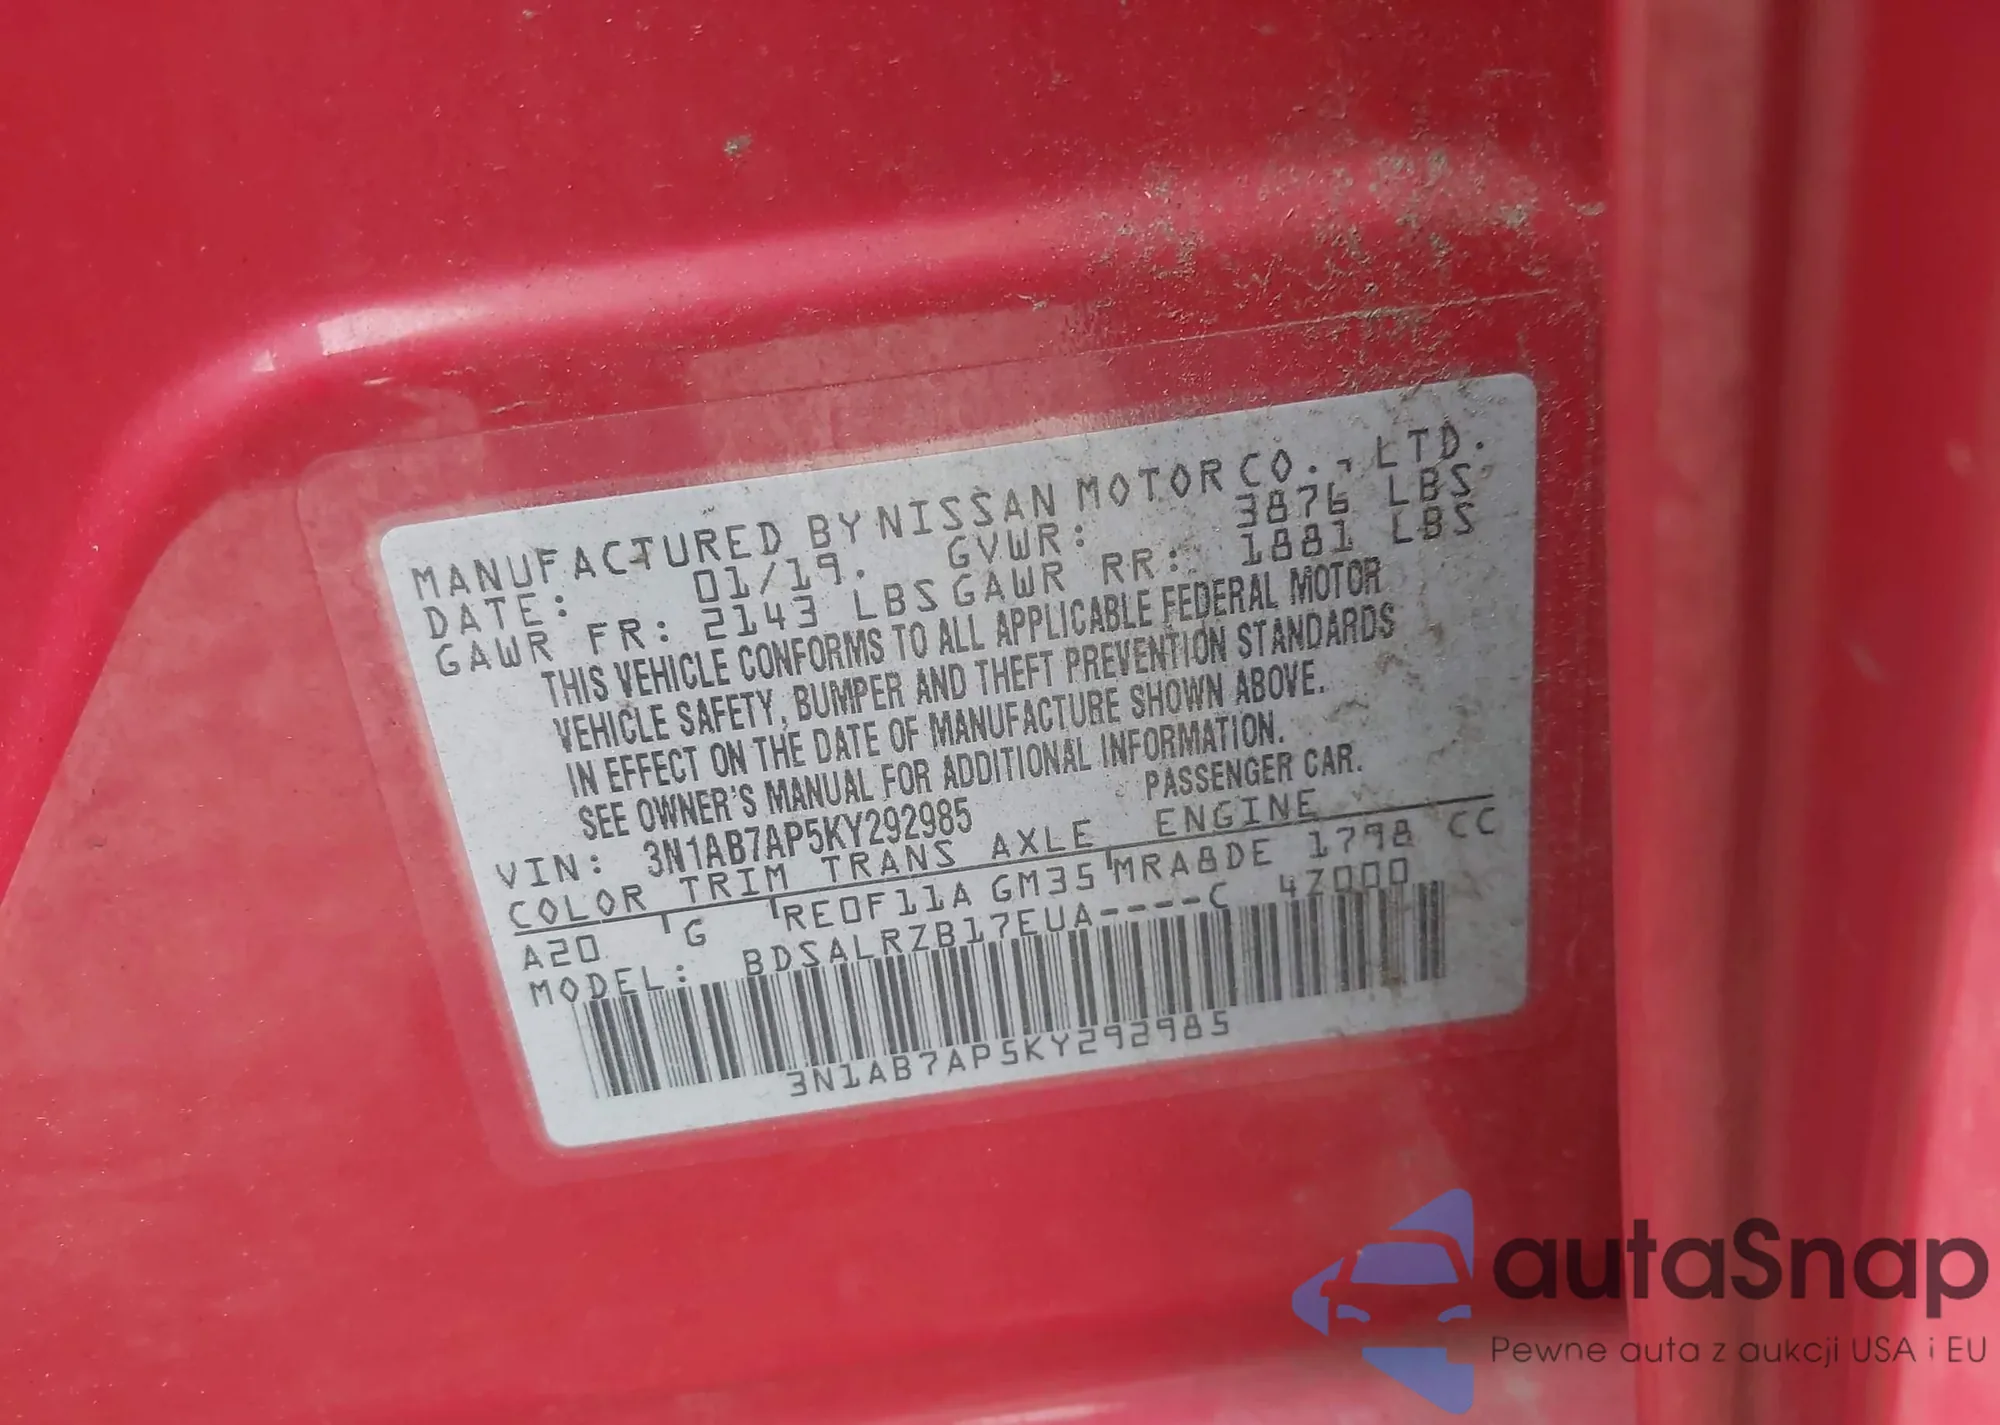 MANUFACTURED BY NISSAN MOTOR CO., LTD.
DATE: 01/19. GVWR: 3876 LBS
GAWR FR: 2143 LBS GAWR RR: 1881 LBS
THIS VEHICLE CONFORMS TO ALL APPLICABLE FEDERAL MOTOR
VEHICLE SAFETY, BUMPER AND THEFT PREVENTION STANDARDS
IN EFFECT ON THE DATE OF MANUFACTURE SHOWN ABOVE.
SEE OWNER'S MANUAL FOR ADDITIONAL INFORMATION.
VIN: 3N1AB7AP5KY292985 PASSENGER CAR.
COLOR TRIM TRANS AXLE ENGINE
A20 G RE0F11A GM35 MRA8DE 1798 CC
MODEL: BDSALRZB17EUA----C 4Z000
3N1AB7AP5KY292985
autaSnap
Pewne auta z aukcji USA i EU